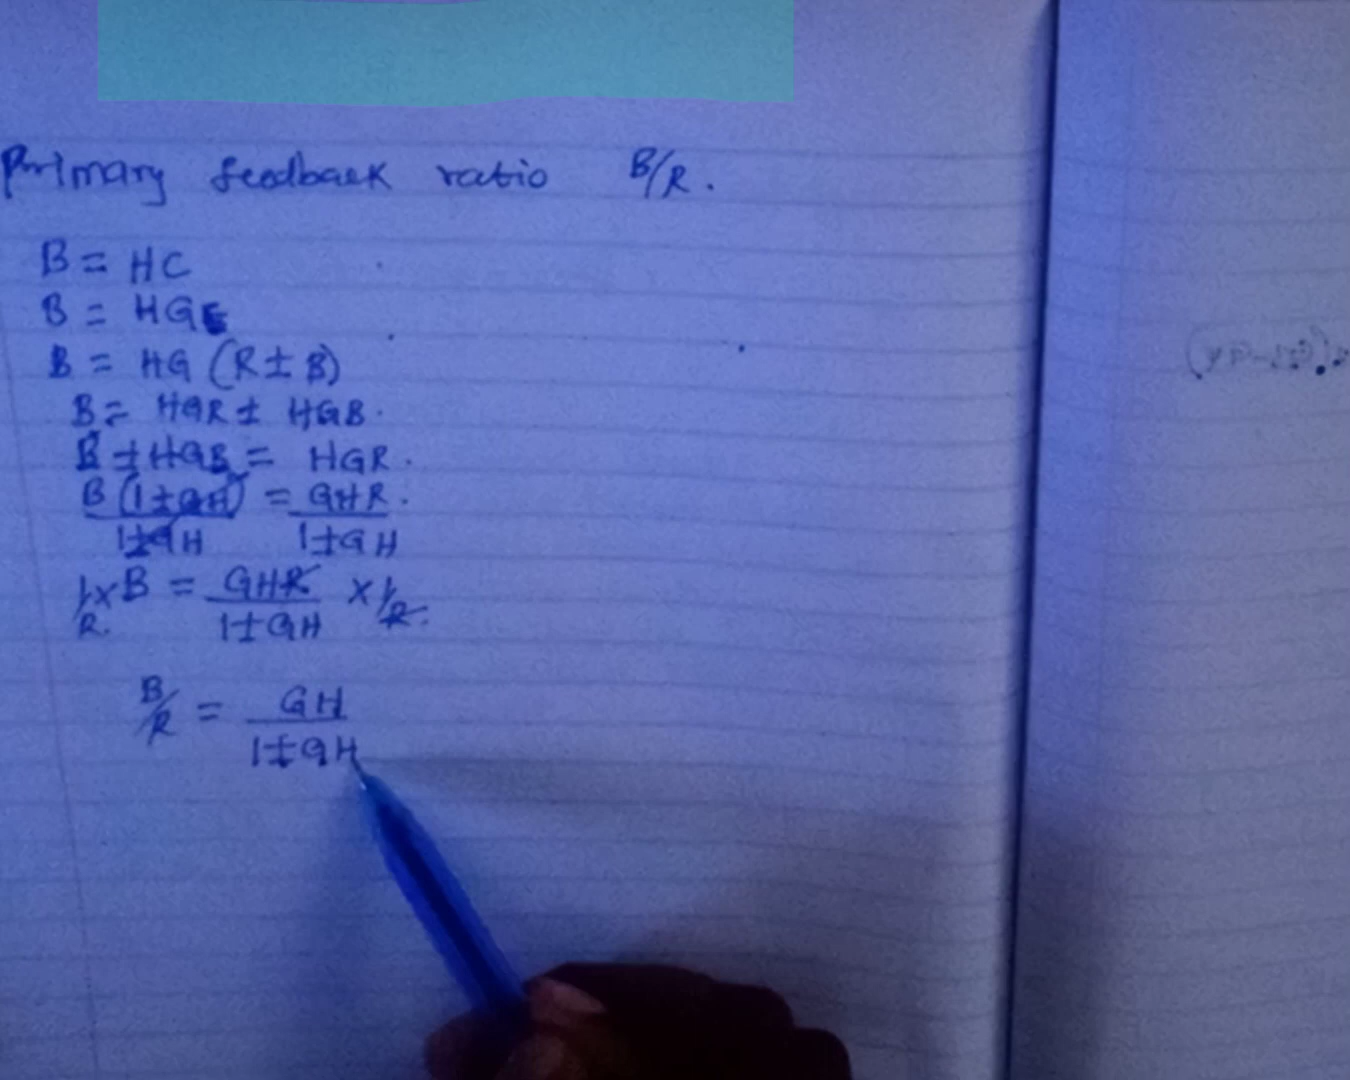 Primary feedback ratio B/R.
B = HC
B = HGE
B = HG (R ± B)
B = HGR ± HGB.
B ± HGB = HGR.
B (1±GH) = GHR.
1±GH 1±GH
1/R. × B = GHR/1±GH × 1/R.
B/R = GH/1±GH